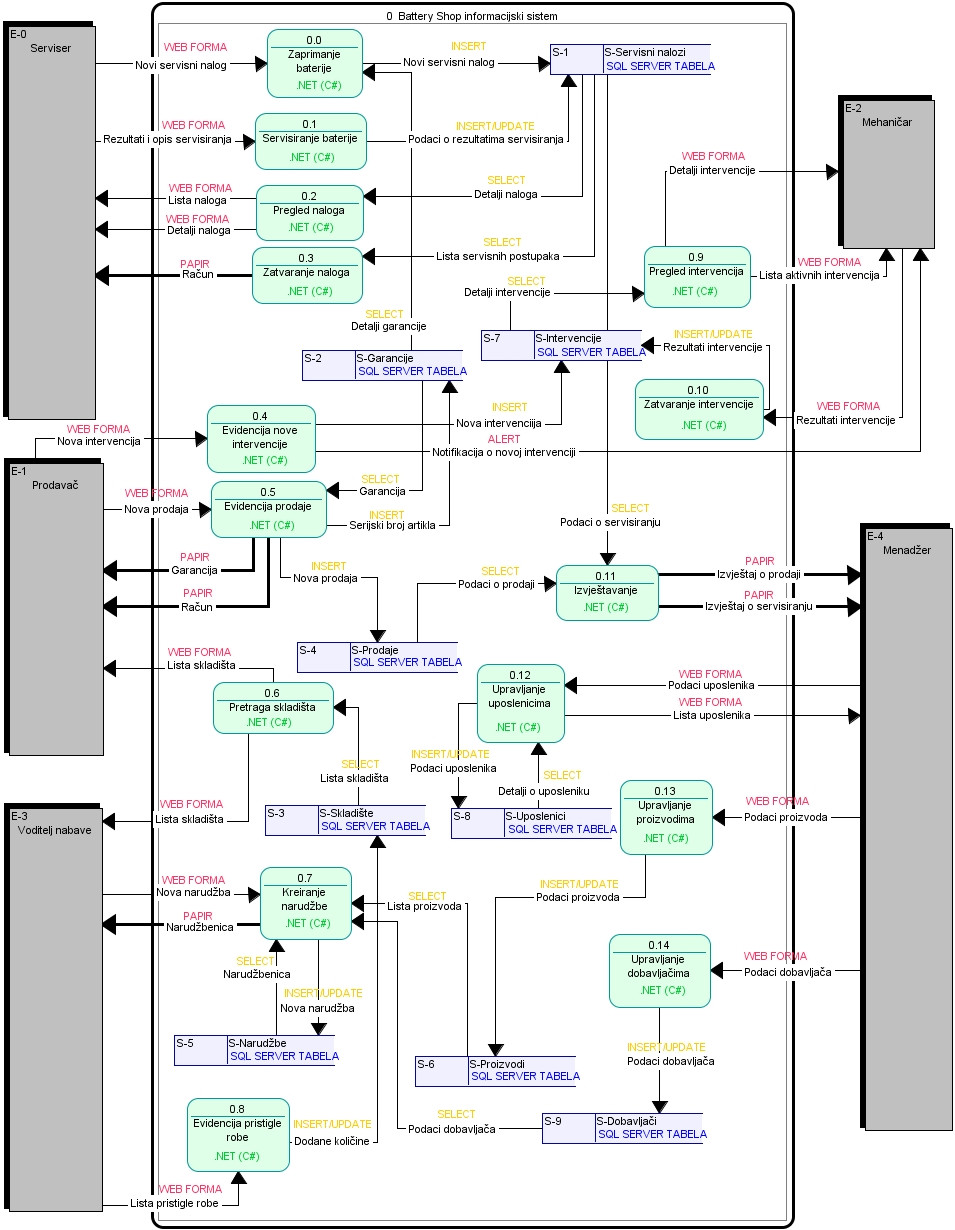 0 Battery Shop informacijski sistem
E-0
Serviser
WEB FORMA
Novi servisni nalog
0.0
Zaprimanje
baterije
.NET (C#)
INSERT
Novi servisni nalog
S-1
S-Servisni nalozi
SQL SERVER TABELA
E-2
Mehaničar
WEB FORMA
Rezultati i opis servisiranja
0.1
Servisiranje baterije
.NET (C#)
INSERT/UPDATE
Podaci o rezultatima servisiranja
WEB FORMA
Detalji intervencije
WEB FORMA
Lista naloga
WEB FORMA
Detalji naloga
0.2
Pregled naloga
.NET (C#)
SELECT
Detalji naloga
PAPIR
Račun
0.3
Zatvaranje naloga
.NET (C#)
SELECT
Lista servisnih postupaka
0.9
Pregled intervencija
.NET (C#)
WEB FORMA
Lista aktivnih intervencija
SELECT
Detalji intervencije
SELECT
Detalji garancije
S-7
S-Intervencije
SQL SERVER TABELA
INSERT/UPDATE
Rezultati intervencije
S-2
S-Garancije
SQL SERVER TABELA
0.10
Zatvaranje intervencije
.NET (C#)
WEB FORMA
Rezultati intervencije
WEB FORMA
Nova intervencija
0.4
Evidencija nove
intervencije
.NET (C#)
INSERT
Nova intervenciija
ALERT
Notifikacija o novoj intervenciji
E-1
Prodavač
WEB FORMA
Nova prodaja
0.5
Evidencija prodaje
.NET (C#)
SELECT
Garancija
INSERT
Serijski broj artikla
SELECT
Podaci o servisiranju
E-4
Menadžer
PAPIR
Garancija
PAPIR
Račun
INSERT
Nova prodaja
SELECT
Podaci o prodaji
0.11
Izvještavanje
.NET (C#)
PAPIR
Izvještaj o prodaji
PAPIR
Izvještaj o servisiranju
S-4
S-Prodaje
SQL SERVER TABELA
WEB FORMA
Lista skladišta
0.6
Pretraga skladišta
.NET (C#)
0.12
Upravljanje
uposlenicima
.NET (C#)
WEB FORMA
Podaci uposlenika
WEB FORMA
Lista uposlenika
SELECT
Lista skladišta
INSERT/UPDATE
Podaci uposlenika
SELECT
Detalji o uposleniku
E-3
Voditelj nabave
WEB FORMA
Lista skladišta
S-3
S-Skladište
SQL SERVER TABELA
S-8
S-Uposlenici
SQL SERVER TABELA
0.13
Upravljanje
proizvodima
.NET (C#)
WEB FORMA
Podaci proizvoda
WEB FORMA
Nova narudžba
PAPIR
Narudžbenica
0.7
Kreiranje
narudžbe
.NET (C#)
SELECT
Lista proizvoda
INSERT/UPDATE
Podaci proizvoda
SELECT
Narudžbenica
INSERT/UPDATE
Nova narudžba
0.14
Upravljanje
dobavljačima
.NET (C#)
WEB FORMA
Podaci dobavljača
S-5
S-Narudžbe
SQL SERVER TABELA
S-6
S-Proizvodi
SQL SERVER TABELA
INSERT/UPDATE
Podaci dobavljača
0.8
Evidencija pristigle
robe
.NET (C#)
INSERT/UPDATE
Dodane količine
SELECT
Podaci dobavljača
S-9
S-Dobavljači
SQL SERVER TABELA
WEB FORMA
Lista pristigle robe